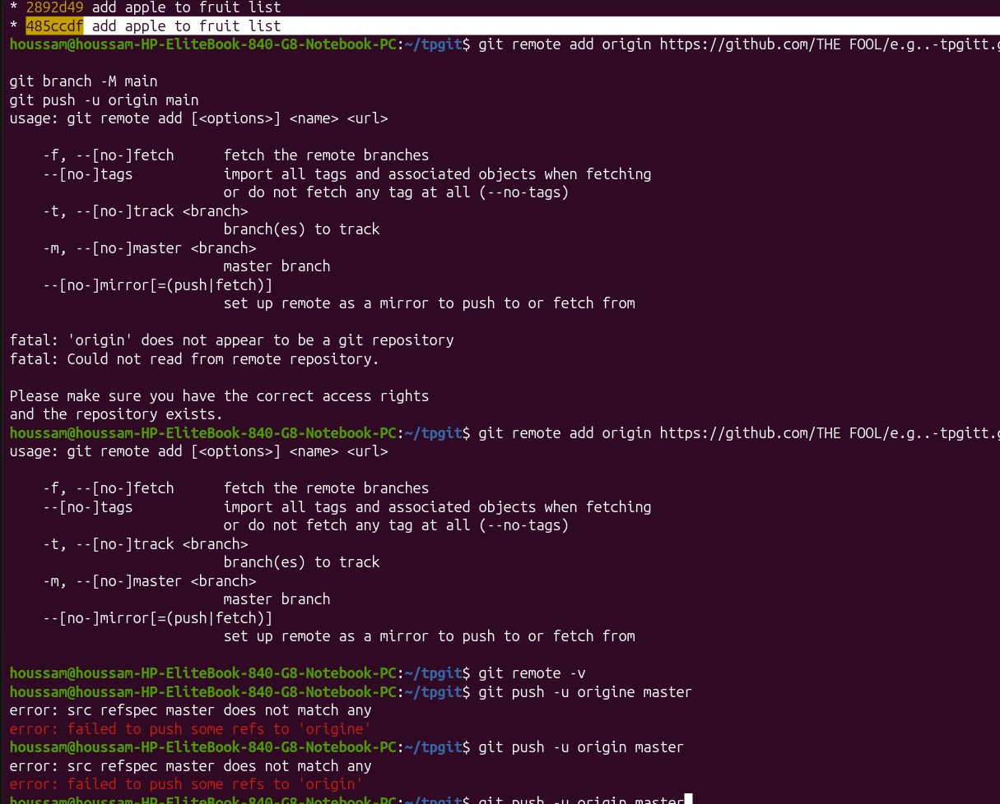 * 2892d49 add apple to fruit list
* 485ccdf add apple to fruit list
houssam@houssam-HP-EliteBook-840-G8-Notebook-PC:~/tpgit$ git remote add origin https://github.com/THE FOOL/e.g..-tpgitt.g
git branch -M main
git push -u origin main
usage: git remote add [<options>] <name> <url>
-f, --[no-]fetch fetch the remote branches
--[no-]tags import all tags and associated objects when fetching
or do not fetch any tag at all (--no-tags)
-t, --[no-]track <branch>
branch(es) to track
-m, --[no-]master <branch>
master branch
--[no-]mirror[=(push|fetch)]
set up remote as a mirror to push to or fetch from
fatal: 'origin' does not appear to be a git repository
fatal: Could not read from remote repository.
Please make sure you have the correct access rights
and the repository exists.
houssam@houssam-HP-EliteBook-840-G8-Notebook-PC:~/tpgit$ git remote add origin https://github.com/THE FOOL/e.g..-tpgitt.g
usage: git remote add [<options>] <name> <url>
-f, --[no-]fetch fetch the remote branches
--[no-]tags import all tags and associated objects when fetching
or do not fetch any tag at all (--no-tags)
-t, --[no-]track <branch>
branch(es) to track
-m, --[no-]master <branch>
master branch
--[no-]mirror[=(push|fetch)]
set up remote as a mirror to push to or fetch from
houssam@houssam-HP-EliteBook-840-G8-Notebook-PC:~/tpgit$ git remote -v
houssam@houssam-HP-EliteBook-840-G8-Notebook-PC:~/tpgit$ git push -u origine master
error: src refspec master does not match any
error: failed to push some refs to 'origine'
houssam@houssam-HP-EliteBook-840-G8-Notebook-PC:~/tpgit$ git push -u origin master
error: src refspec master does not match any
error: failed to push some refs to 'origin'
houssam@houssam-HP-EliteBook-840-G8-Notebook-PC:~/tpgit$ git push -u origin master